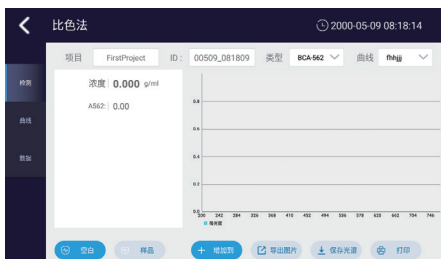 比色法 2000-05-09 08:18:14
项目 FirstProject ID : 00509_081809 类型 BCA-562 曲线 fhhjjj
检测
曲线
数据
浓度 0.000 g/ml
A562: 0.00
0.8
0.6
0.4
0.2
200 242 284 326 368 410 452 494 536 578 620 662 704 746
吸光度
空白 样品 增加到 导出图片 保存光谱 打印